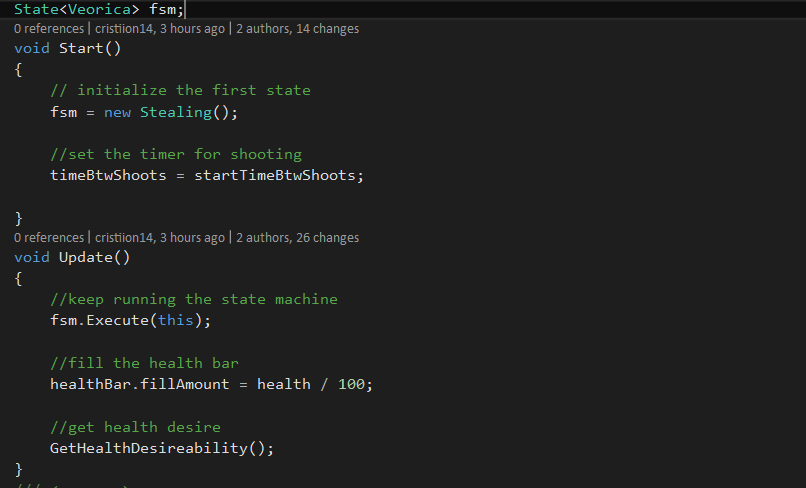 State<Veorica> fsm;
0 references | cristiion14, 3 hours ago | 2 authors, 14 changes
void Start()
{
// initialize the first state
fsm = new Stealing();
//set the timer for shooting
timeBtwShoots = startTimeBtwShoots;
}
0 references | cristiion14, 3 hours ago | 2 authors, 26 changes
void Update()
{
//keep running the state machine
fsm.Execute(this);
//fill the health bar
healthBar.fillAmount = health / 100;
//get health desire
GetHealthDesireability();
}
///